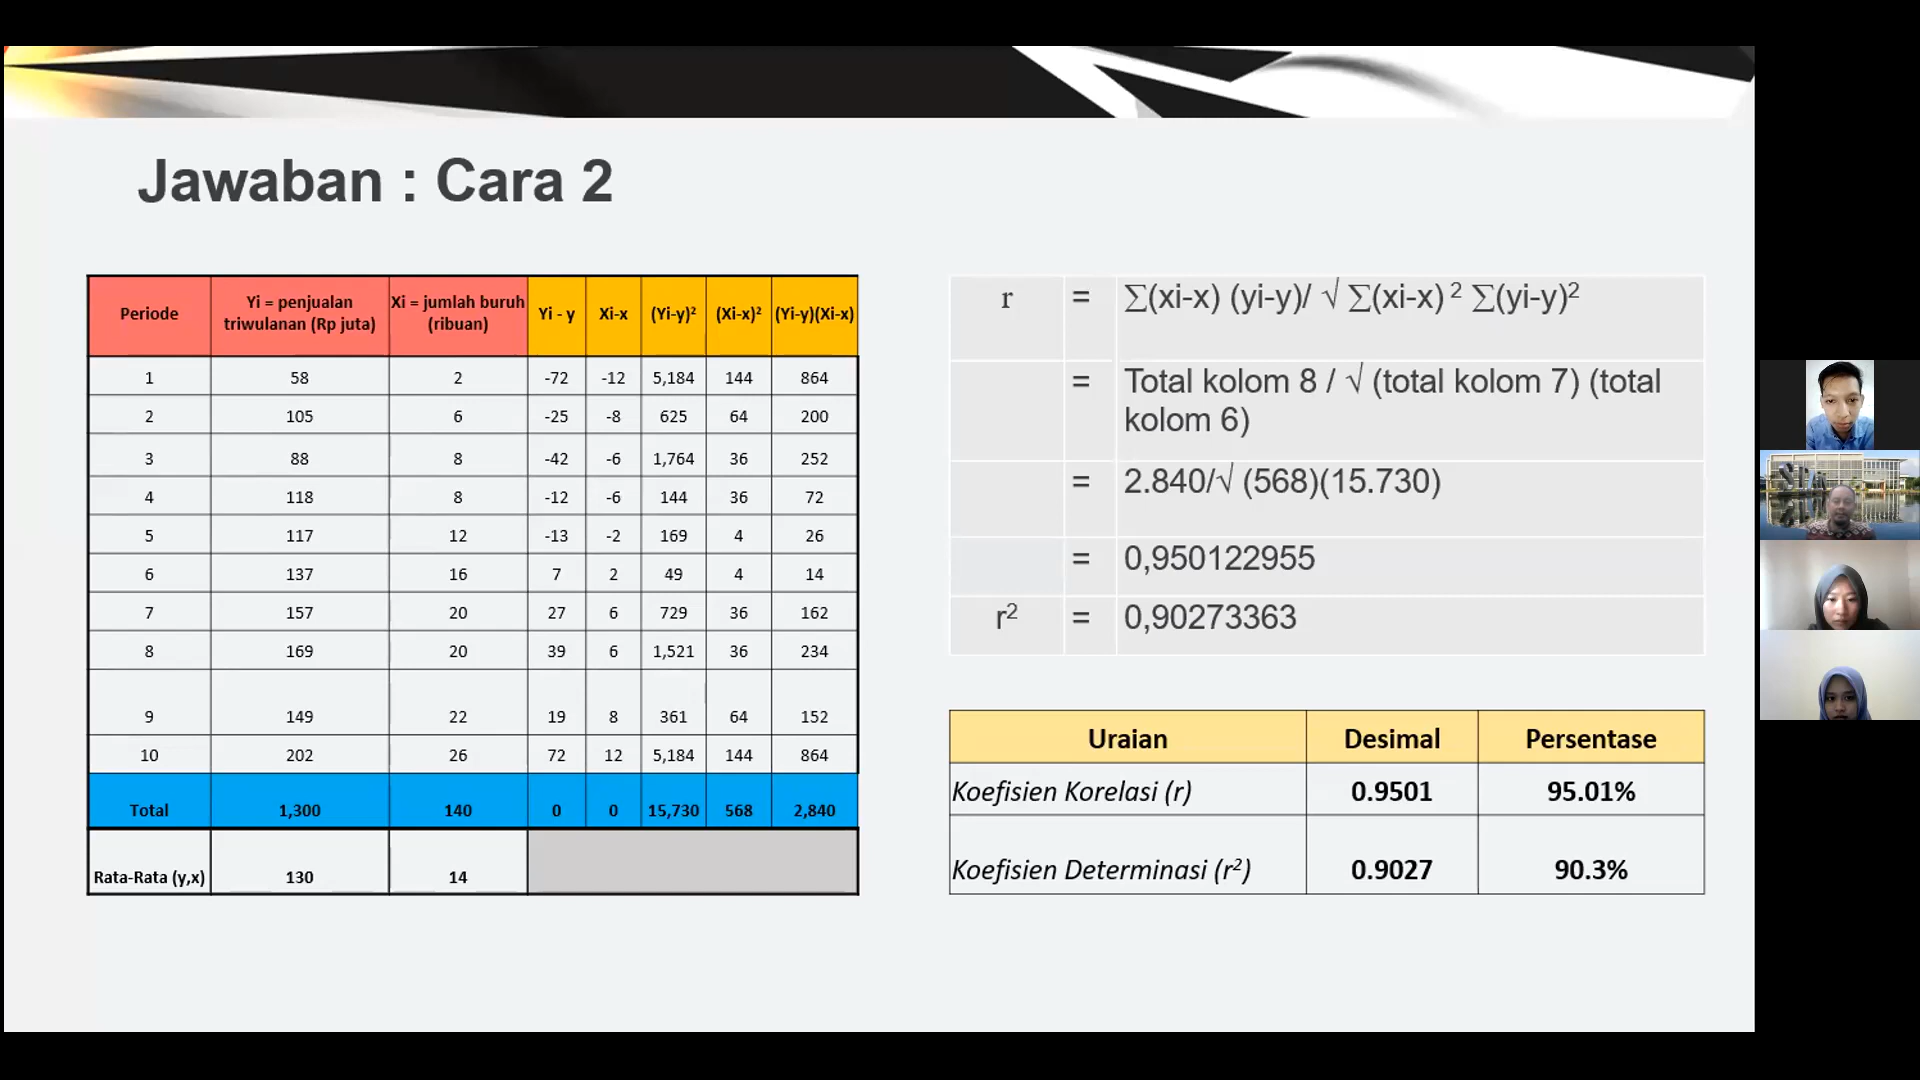 Jawaban : Cara 2
Periode Yi = penjualan triwulanan (Rp juta) Xi = jumlah buruh (ribuan) Yi - y Xi-x (Yi-y)² (Xi-x)² (Yi-y)(Xi-x)
1 58 2 -72 -12 5,184 144 864
2 105 6 -25 -8 625 64 200
3 88 8 -42 -6 1,764 36 252
4 118 8 -12 -6 144 36 72
5 117 12 -13 -2 169 4 26
6 137 16 7 2 49 4 14
7 157 20 27 6 729 36 162
8 169 20 39 6 1,521 36 234
9 149 22 19 8 361 64 152
10 202 26 72 12 5,184 144 864
Total 1,300 140 0 0 15,730 568 2,840
Rata-Rata (y,x) 130 14
r = ∑(xi-x) (yi-y)/ √ ∑(xi-x) ² ∑(yi-y)²
= Total kolom 8 / √ (total kolom 7) (total
kolom 6)
= 2.840/√ (568)(15.730)
= 0,950122955
r² = 0,90273363
Uraian Desimal Persentase
Koefisien Korelasi (r) 0.9501 95.01%
Koefisien Determinasi (r²) 0.9027 90.3%